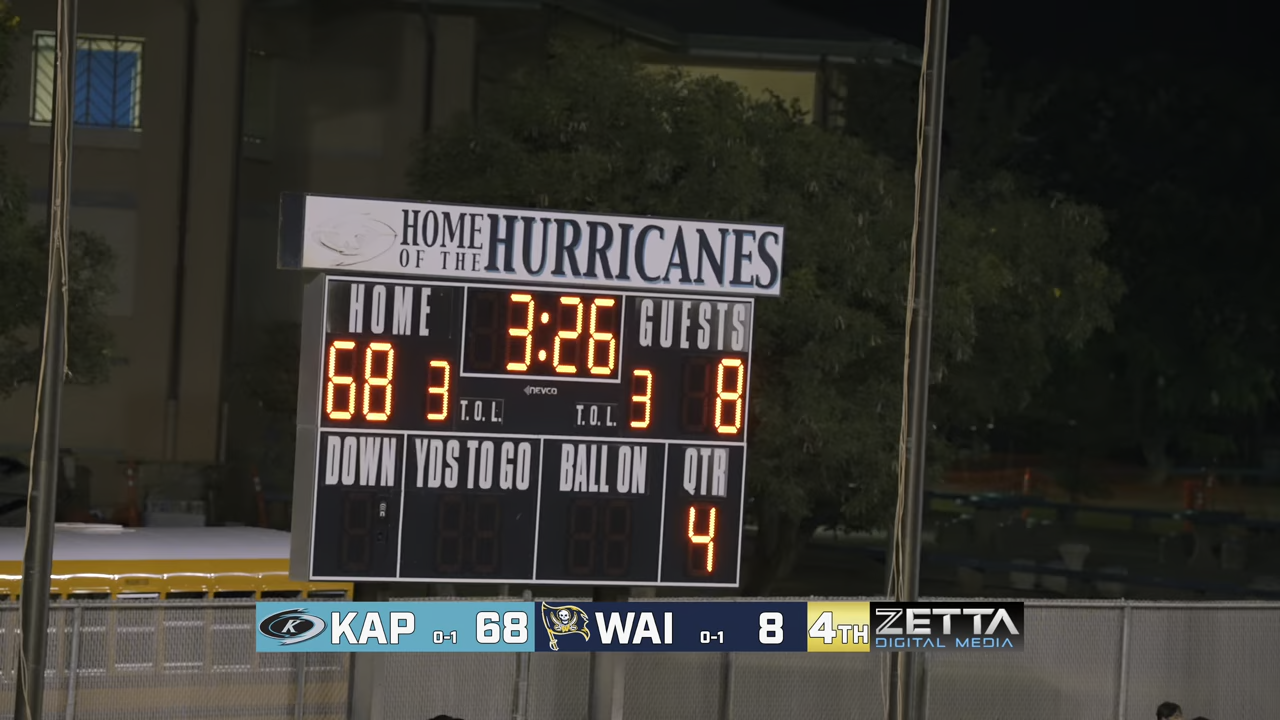 HOME OF THE HURRICANES
HOME 3:26 GUESTS
68 3 T.O.L. T.O.L. 3 8
NEVCO
DOWN YDS TO GO BALL ON QTR
4
K KAP 0-1 68 WAI 0-1 8 4TH ZETTA
DIGITAL MEDIA